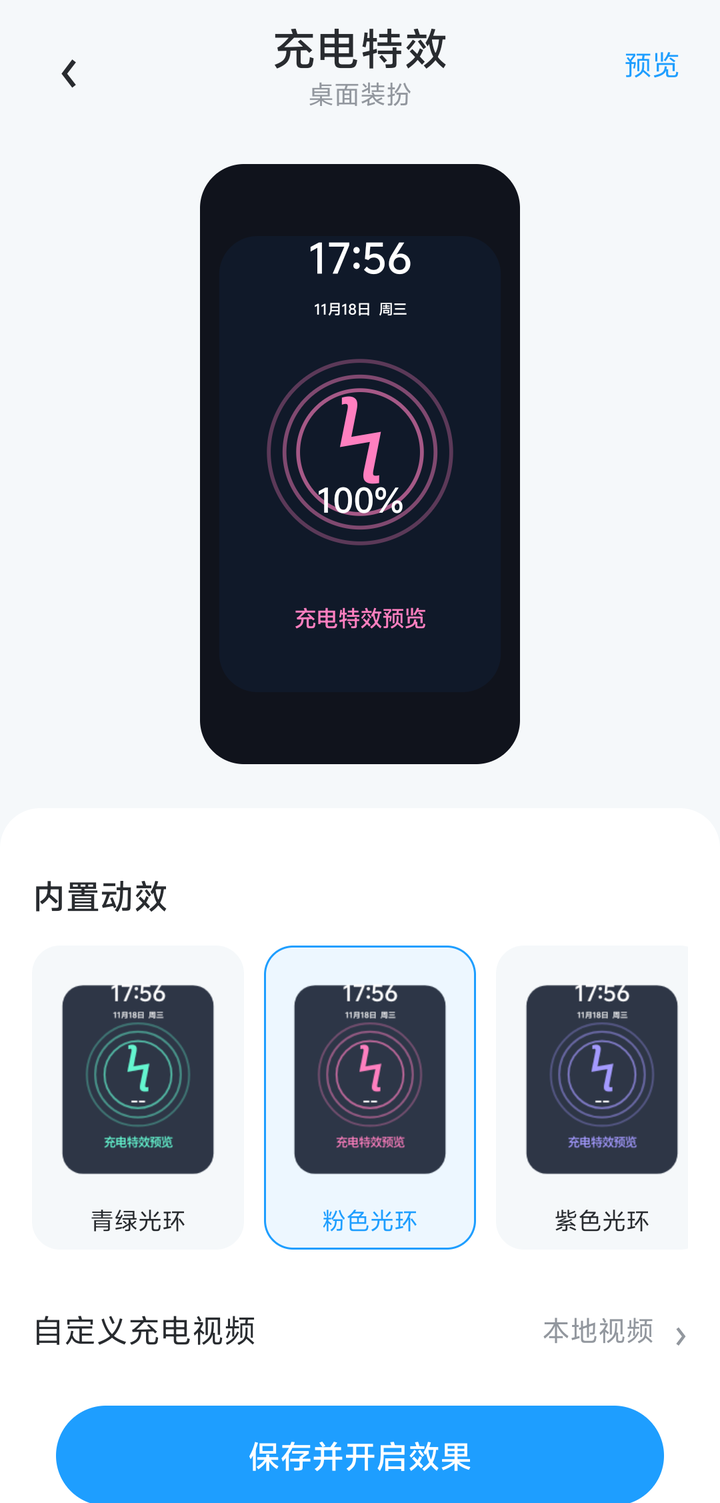 充电特效
桌面装扮
预览
17:56
11月18日 周三
100%
充电特效预览
内置动效
17:56
11月18日 周三
--
充电特效预览
青绿光环
17:56
11月18日 周三
--
充电特效预览
粉色光环
17:56
11月18日 周三
--
充电特效预览
紫色光环
自定义充电视频
本地视频
保存并开启效果